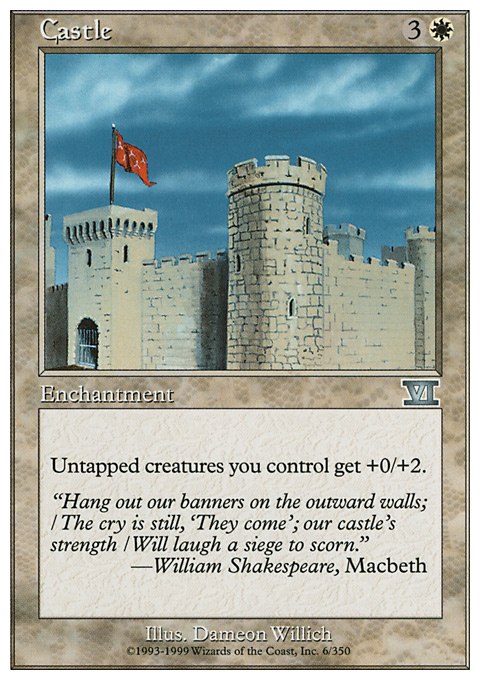 Castle 3
Enchantment VI
Untapped creatures you control get +0/+2.
“Hang out our banners on the outward walls;
/ The cry is still, ‘They come’; our castle’s
strength / Will laugh a siege to scorn.”
—William Shakespeare, Macbeth
Illus. Dameon Willich
©1993-1999 Wizards of the Coast, Inc. 6/350